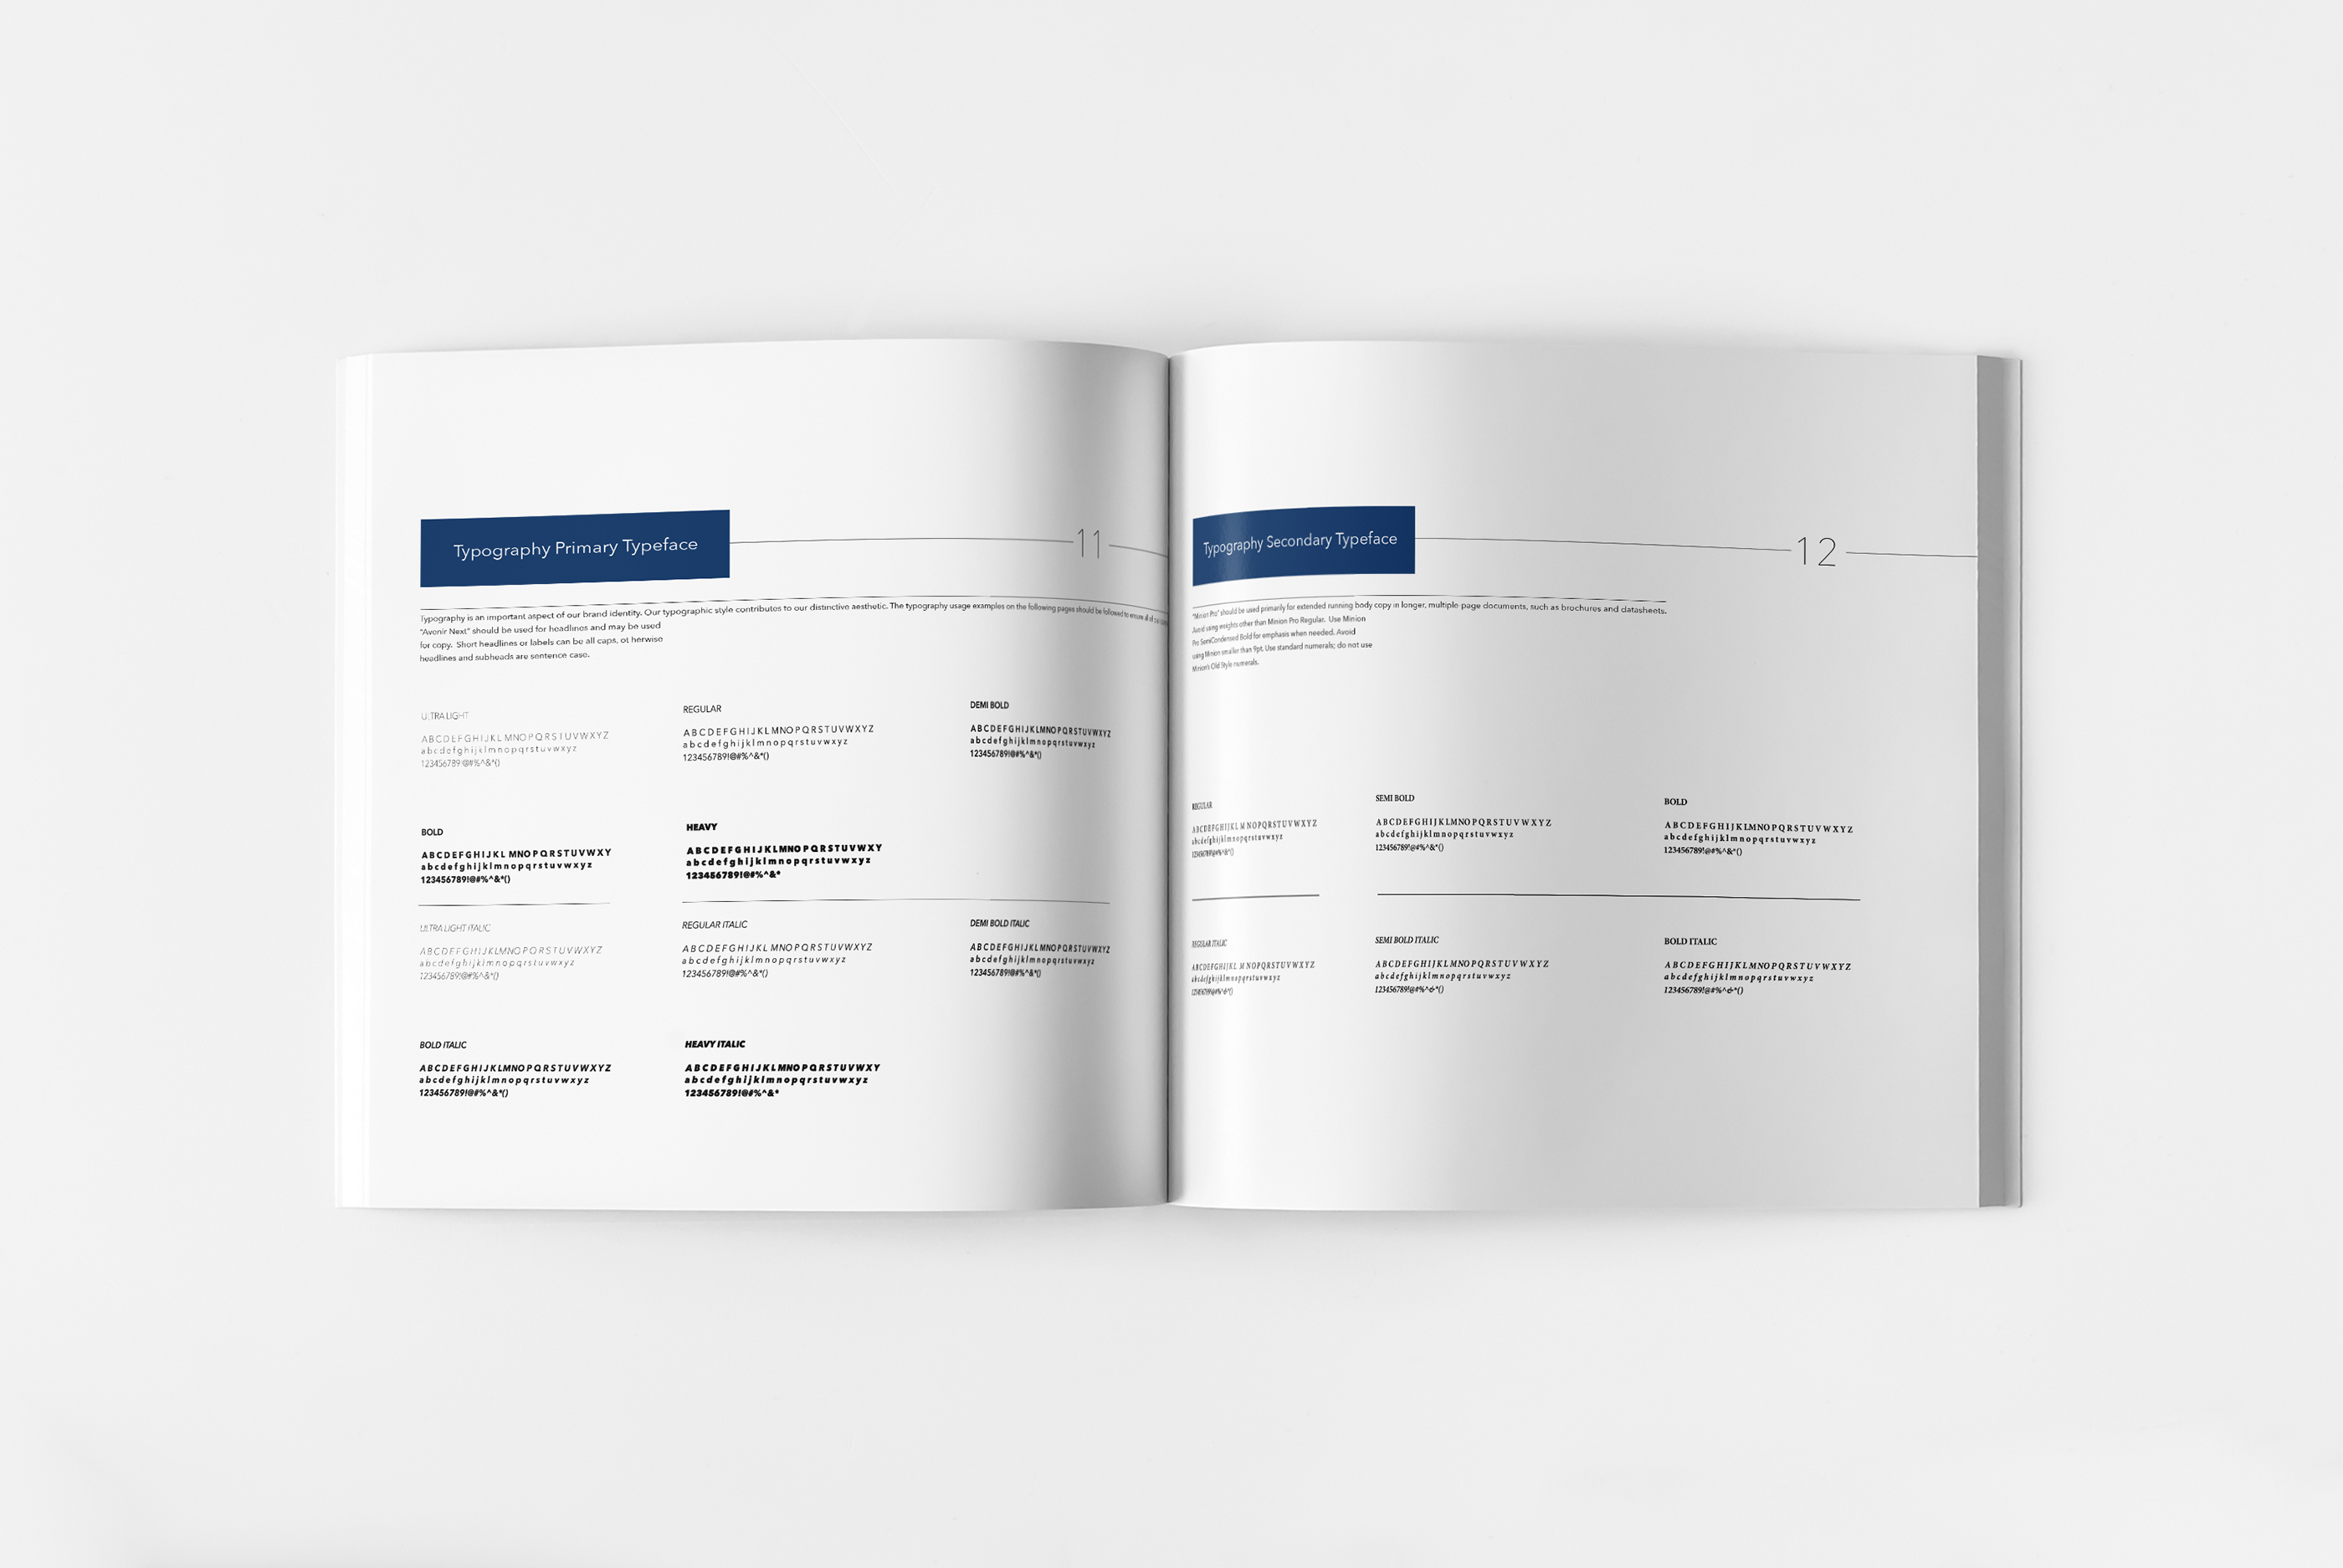 Typography Primary Typeface
11
Typography is an important aspect of our brand identity. Our typographic style contributes to our distinctive aesthetic. The typography usage examples on the following pages should be followed to ensure all of
"Avenir Next" should be used for headlines and may be used
for copy. Short headlines or labels can be all caps, ot herwise
headlines and subheads are sentence case.
ULTRA LIGHT
ABCDEFGHIJKLMNOPQRSTUVWXYZ
abcdefghijklmnopqrstuvwxyz
123456789!@#%^&*()
REGULAR
ABCDEFGHIJKLMNOPQRSTUVWXYZ
abcdefghijklmnopqrstuvwxyz
123456789!@#%^&*()
DEMI BOLD
ABCDEFGHIJKLMNOPQRSTUVWXYZ
abcdefghijklmnopqrstuvwxyz
123456789!@#%^&*()
BOLD
ABCDEFGHIJKLMNOPQRSTUVWXY
abcdefghijklmnopqrstuvwxyz
123456789!@#%^&*()
HEAVY
ABCDEFGHIJKLMNOPQRSTUVWXY
abcdefghijklmnopqrstuvwxyz
123456789!@#%^&*
ULTRA LIGHT ITALIC
ABCDEFGHIJKLMNOPQRSTUVWXYZ
abcdefghijklmnopqrstuvwxyz
123456789!@#%^&*()
REGULAR ITALIC
ABCDEFGHIJKLMNOPQRSTUVWXYZ
abcdefghijklmnopqrstuvwxyz
123456789!@#%^&*()
DEMI BOLD ITALIC
ABCDEFGHIJKLMNOPQRSTUVWXYZ
abcdefghijklmnopqrstuvwxyz
123456789!@#%^&*()
BOLD ITALIC
ABCDEFGHIJKLMNOPQRSTUVWXYZ
abcdefghijklmnopqrstuvwxyz
123456789!@#%^&*()
HEAVY ITALIC
ABCDEFGHIJKLMNOPQRSTUVWXY
abcdefghijklmnopqrstuvwxyz
123456789!@#%^&*
Typography Secondary Typeface
12
"Minion Pro" should be used primarily for extended running body copy in longer, multiple page documents, such as brochures and datasheets.
Avoid using weights other than Minion Pro Regular. Use Minion
Pro SemiCondensed Bold for emphasis when needed. Avoid
using Minion smaller than 9pt. Use standard numerals; do not use
Minion's Old Style numerals.
REGULAR
ABCDEFGHIJKLMNOPQRSTUVWXYZ
abcdefghijklmnopqrstuvwxyz
123456789!@#%^&*()
SEMI BOLD
ABCDEFGHIJKLMNOPQRSTUVWXYZ
abcdefghijklmnopqrstuvwxyz
123456789!@#%^&*()
BOLD
ABCDEFGHIJKLMNOPQRSTUVWXYZ
abcdefghijklmnopqrstuvwxyz
123456789!@#%^&*()
REGULAR ITALIC
ABCDEFGHIJKLMNOPQRSTUVWXYZ
abcdefghijklmnopqrstuvwxyz
123456789!@#%^&*()
SEMI BOLD ITALIC
ABCDEFGHIJKLMNOPQRSTUVWXYZ
abcdefghijklmnopqrstuvwxyz
123456789!@#%^&*()
BOLD ITALIC
ABCDEFGHIJKLMNOPQRSTUVWXYZ
abcdefghijklmnopqrstuvwxyz
123456789!@#%^&*()